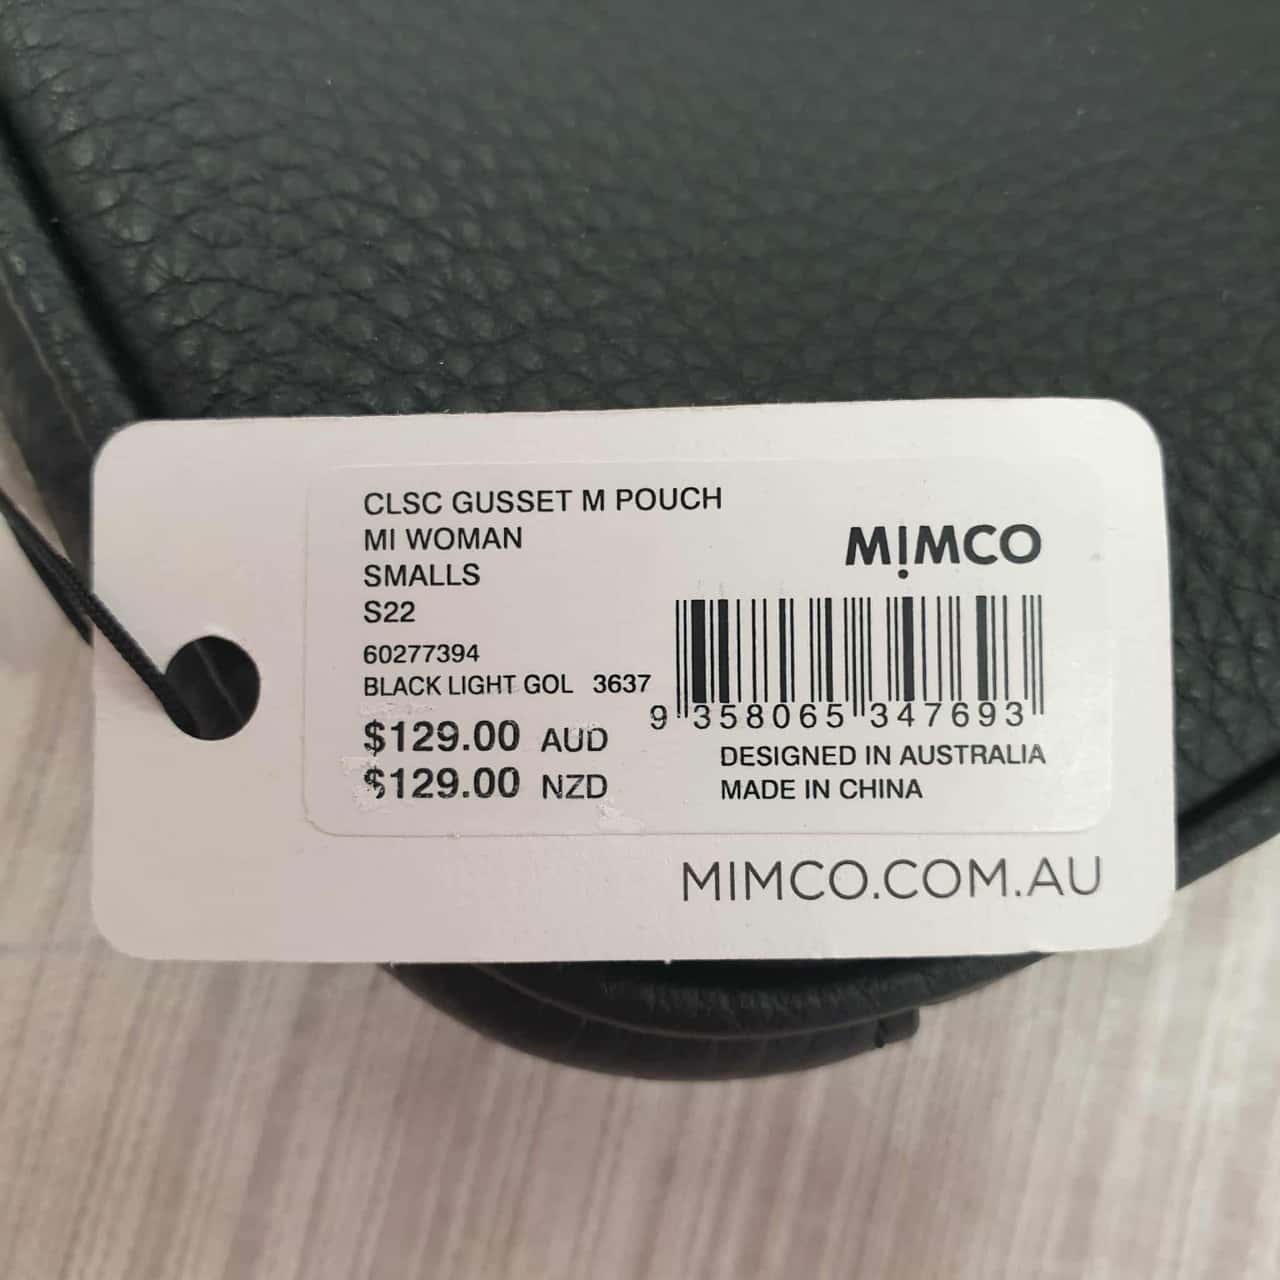 CLSC GUSSET M POUCH
MI WOMAN
SMALLS
S22
60277394
BLACK LIGHT GOL 3637
$129.00 AUD
$129.00 NZD
MIMCO
9 358065 347693
DESIGNED IN AUSTRALIA
MADE IN CHINA
MIMCO.COM.AU